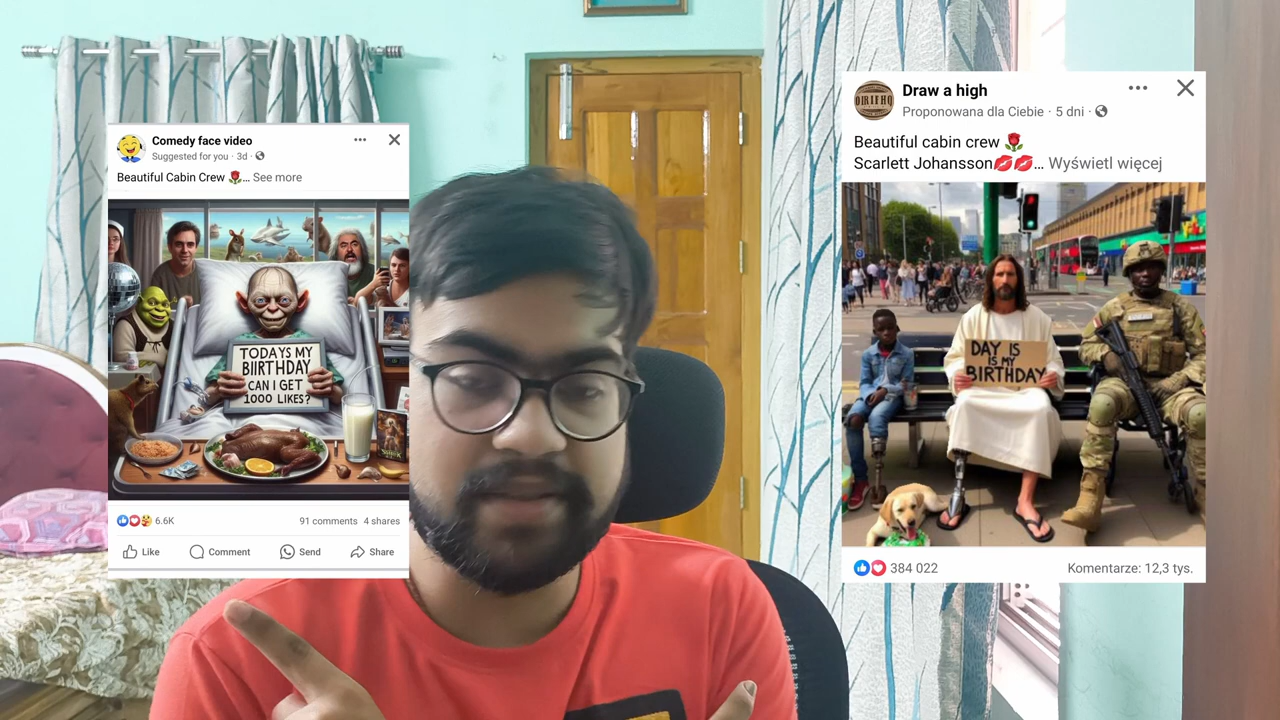 Comedy face video
Suggested for you · 3d ·
Beautiful Cabin Crew 🌹... See more
TODAYS MY
BIRTHDAY
CAN I GET
1000 LIKES?
6.6K
91 comments 4 shares
Like
Comment
Send
Share
Draw a high
Proponowana dla Ciebie · 5 dni ·
Beautiful cabin crew 🌹
Scarlett Johansson💋💋... Wyświetl więcej
DAY IS
IS MY
BIRTHDAY
384 022
Komentarze: 12,3 tys.